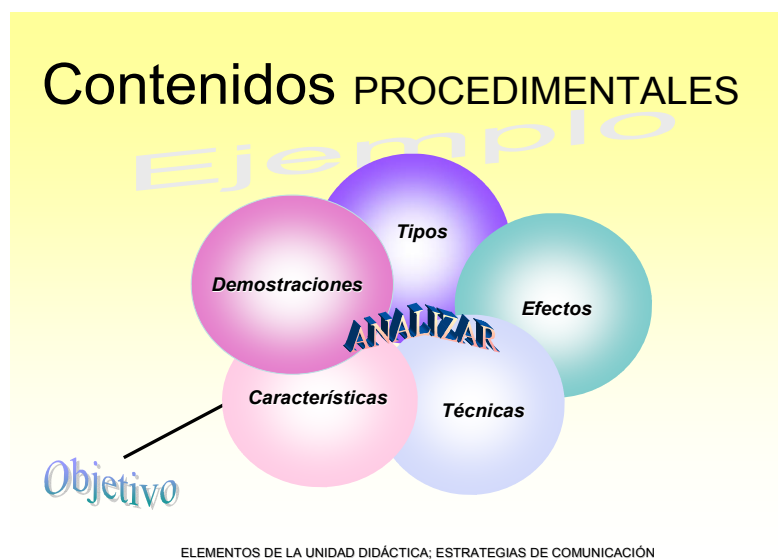 Contenidos PROCEDIMENTALES
Ejemplo
Tipos
Demostraciones
Efectos
ANALIZAR
Características
Técnicas
Objetivo
ELEMENTOS DE LA UNIDAD DIDÁCTICA; ESTRATEGIAS DE COMUNICACIÓN